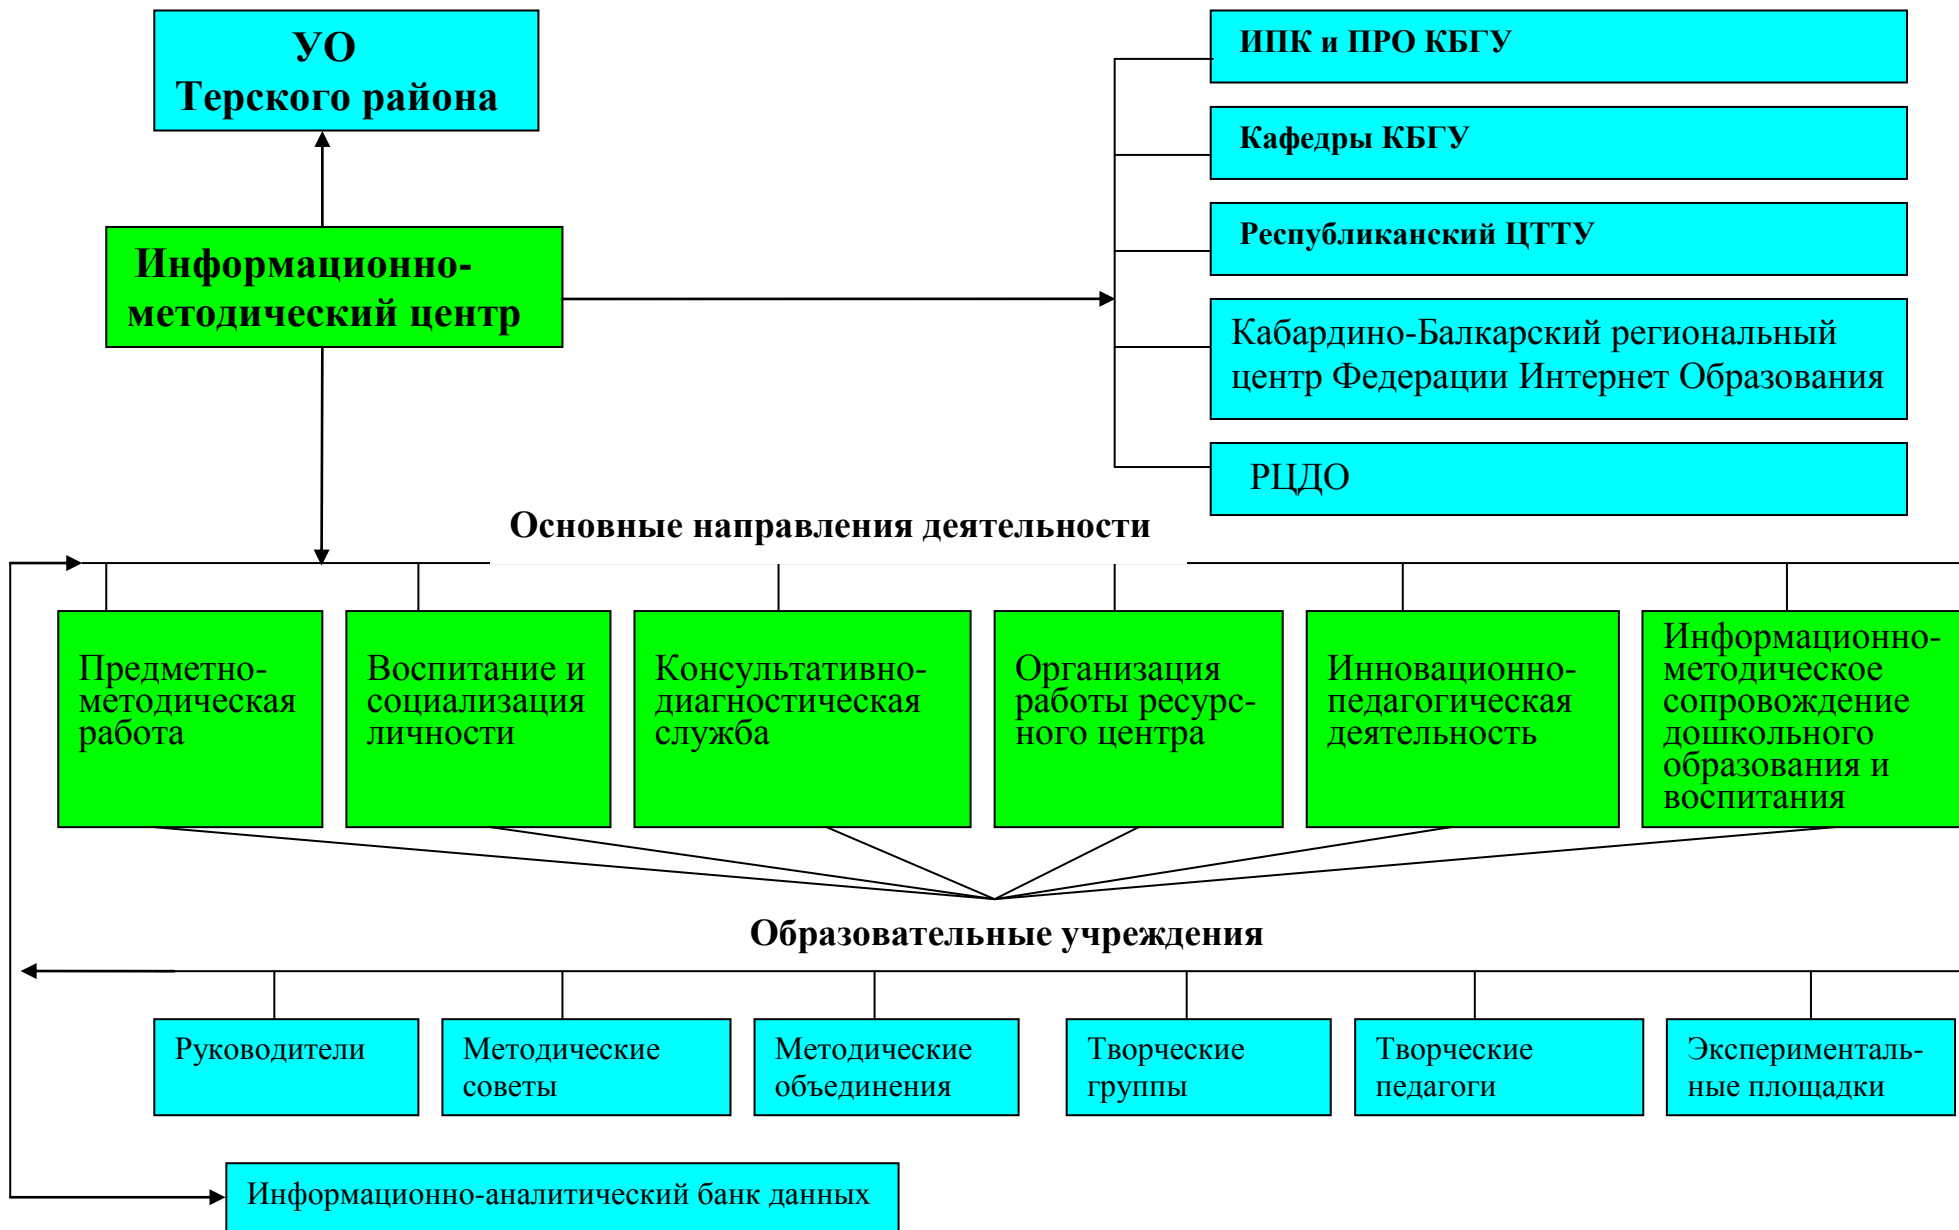 УО
Терского района
ИПК и ПРО КБГУ
Кафедры КБГУ
Республиканский ЦТТУ
Информационно-
методический центр
Кабардино-Балкарский региональный
центр Федерации Интернет Образования
РЦДО
Основные направления деятельности
Предметно-
методическая
работа
Воспитание и
социализация
личности
Консультативно-
диагностическая
служба
Организация
работы ресурс-
ного центра
Инновационно-
педагогическая
деятельность
Информационно-
методическое
сопровождение
дошкольного
образования и
воспитания
Образовательные учреждения
Руководители
Методические
советы
Методические
объединения
Творческие
группы
Творческие
педагоги
Эксперименталь-
ные площадки
Информационно-аналитический банк данных